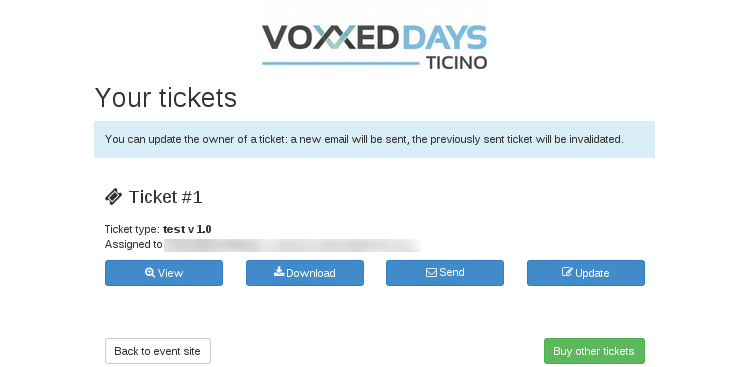 VOXXEDDAYS
TICINO
Your tickets
You can update the owner of a ticket: a new email will be sent, the previously sent ticket will be invalidated.
Ticket #1
Ticket type: test v 1.0
Assigned to
View Download Send Update
Back to event site Buy other tickets